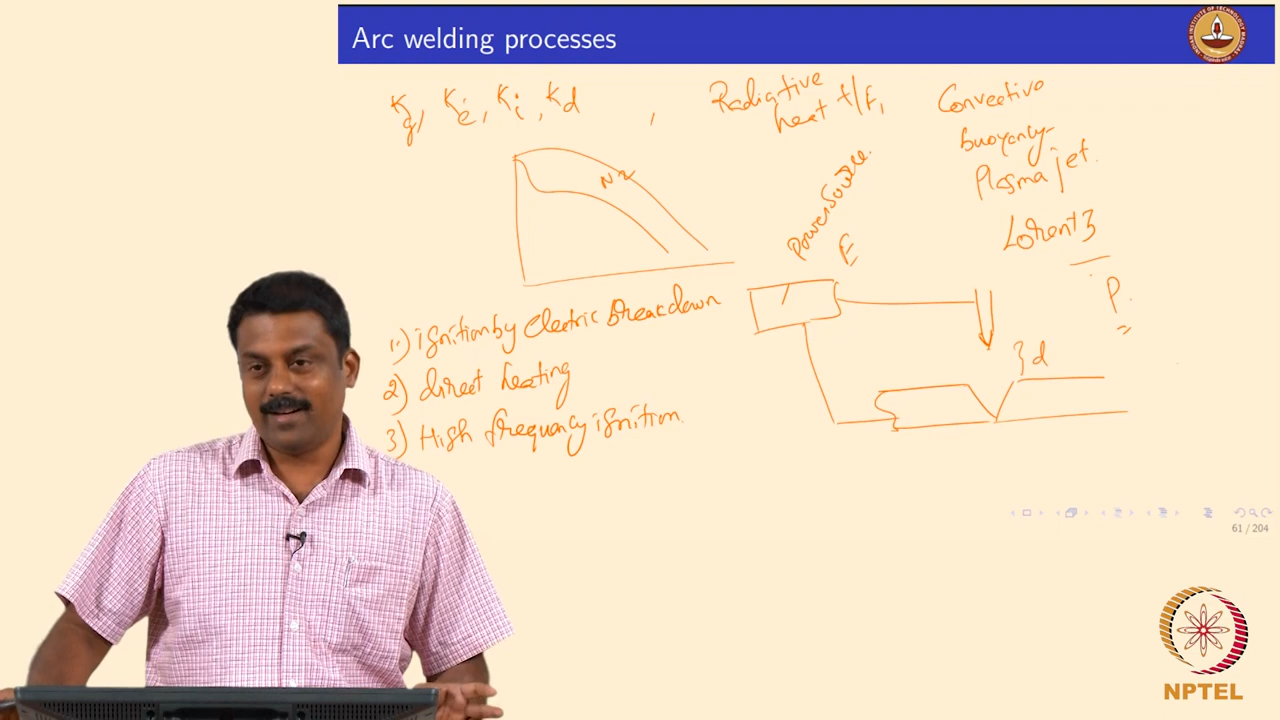 Arc welding processes
Kg, Ke, Ki, Kd , Radiative
heat t/f,
Convective
buoyancy
Plasma jet.
Lorentz
P.
N2
Power Source
E
1.) ignition by electric breakdown
2) direct heating
3) High frequency ignition.
} d
61 / 204
NPTEL